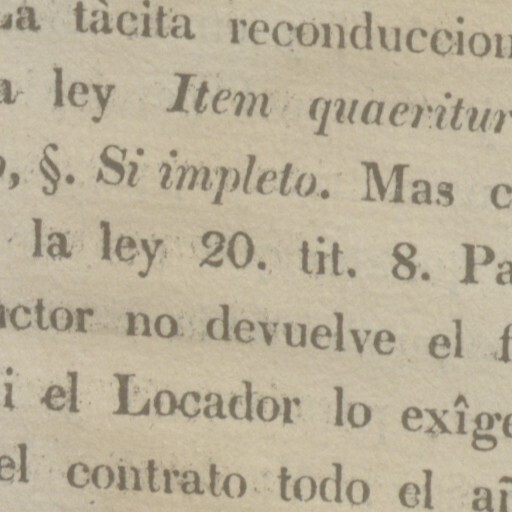 La tàcita reconduccion
a ley Item quaeritur
o, §. Si impleto. Mas c
la ley 20. tit. 8. Pa
actor no devuelve el f
i el Locador lo exîge
el contrato todo el añ